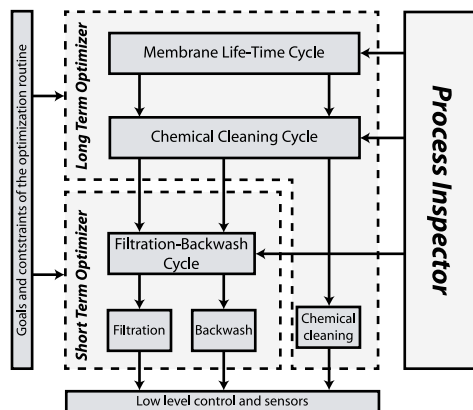 Goals and contstraints of the optimization routine
Long Term Optimizer
Membrane Life-Time Cycle
Chemical Cleaning Cycle
Process Inspector
Short Term Optimizer
Filtration-Backwash
Cycle
Filtration
Backwash
Chemical
cleaning
Low level control and sensors